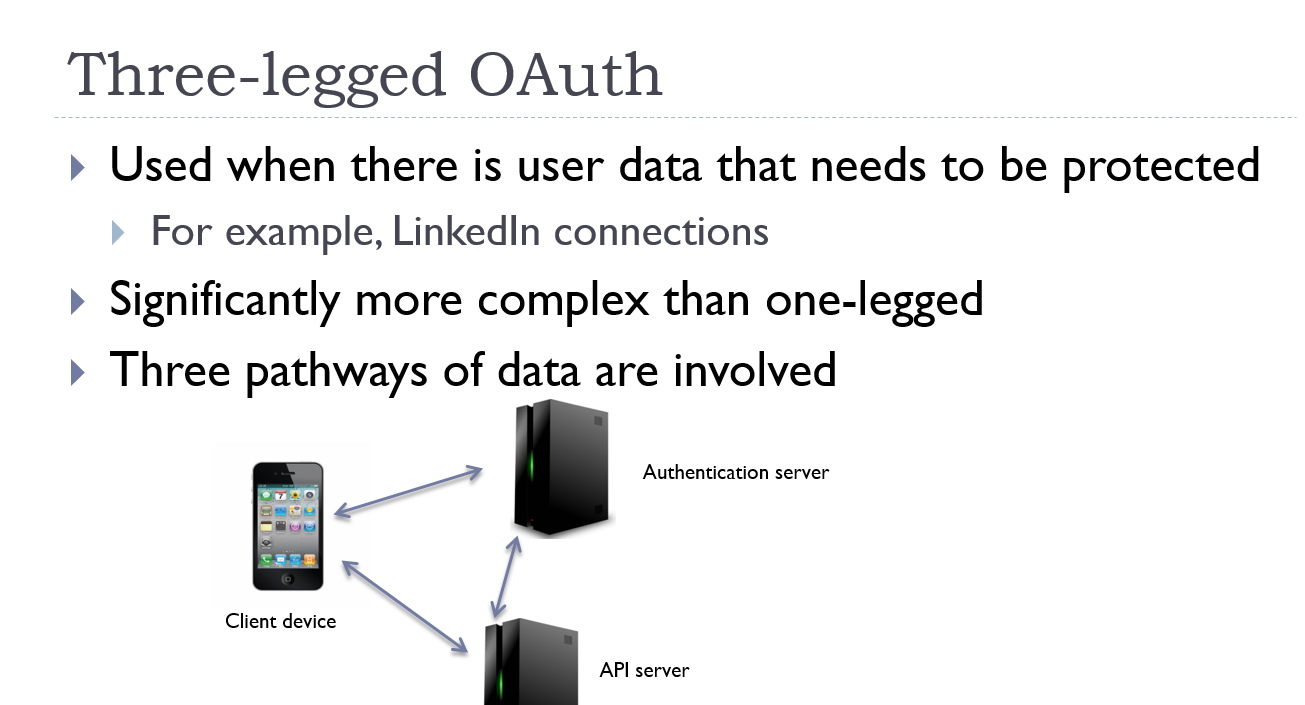 Three-legged OAuth
Used when there is user data that needs to be protected
For example, LinkedIn connections
Significantly more complex than one-legged
Three pathways of data are involved
Authentication server
Client device
API server